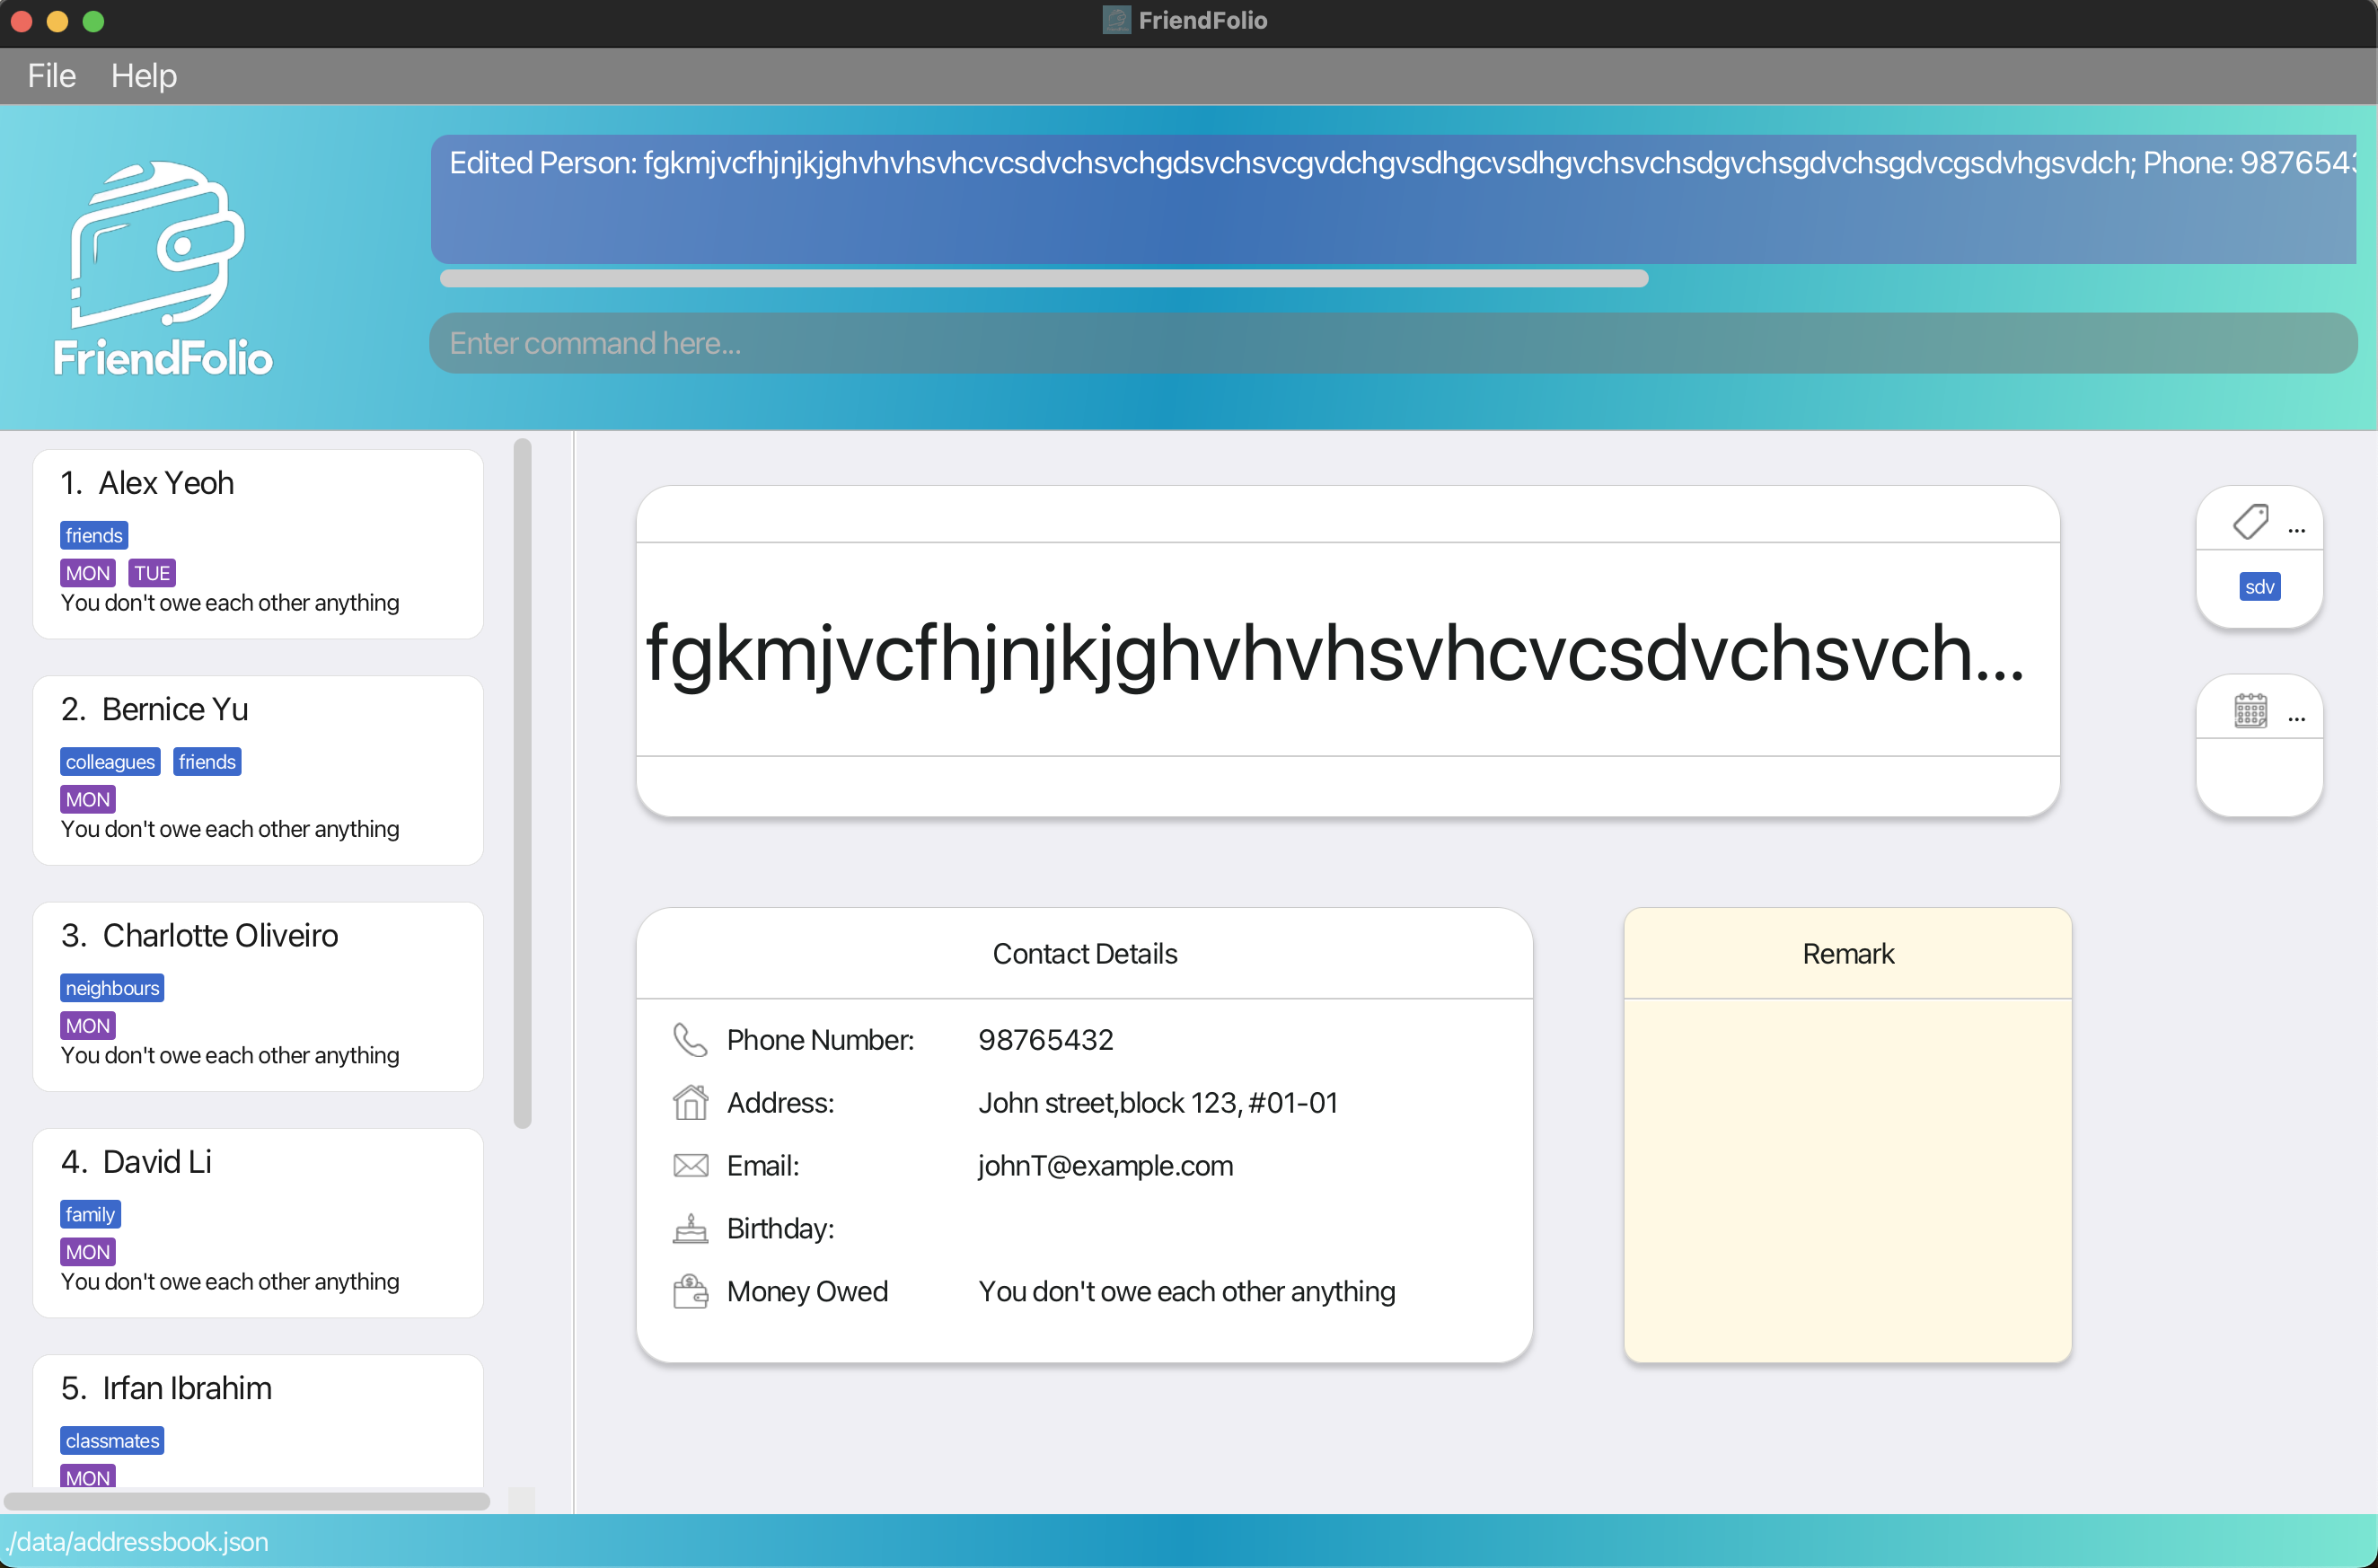 FriendFolio
File Help
Edited Person: fgkmjvcfhjnjkjghvhvhsvhcvcsdvchsvchgdsvchsvcgvdchgvsdhgcvsdhgvchsvchsdgvchsgdvchsgdvcgsdvhgsvdch; Phone: 9876543
Enter command here...
FriendFolio
1. Alex Yeoh
friends
MON TUE
You don't owe each other anything
2. Bernice Yu
colleagues friends
MON
You don't owe each other anything
3. Charlotte Oliveiro
neighbours
MON
You don't owe each other anything
4. David Li
family
MON
You don't owe each other anything
5. Irfan Ibrahim
classmates
MON
fgkmjvcfhjnjkjghvhvhsvhcvcsdvchsvch...
...
sdv
...
Contact Details
Phone Number: 98765432
Address: John street,block 123, #01-01
Email: johnT@example.com
Birthday:
Money Owed You don't owe each other anything
Remark
./data/addressbook.json